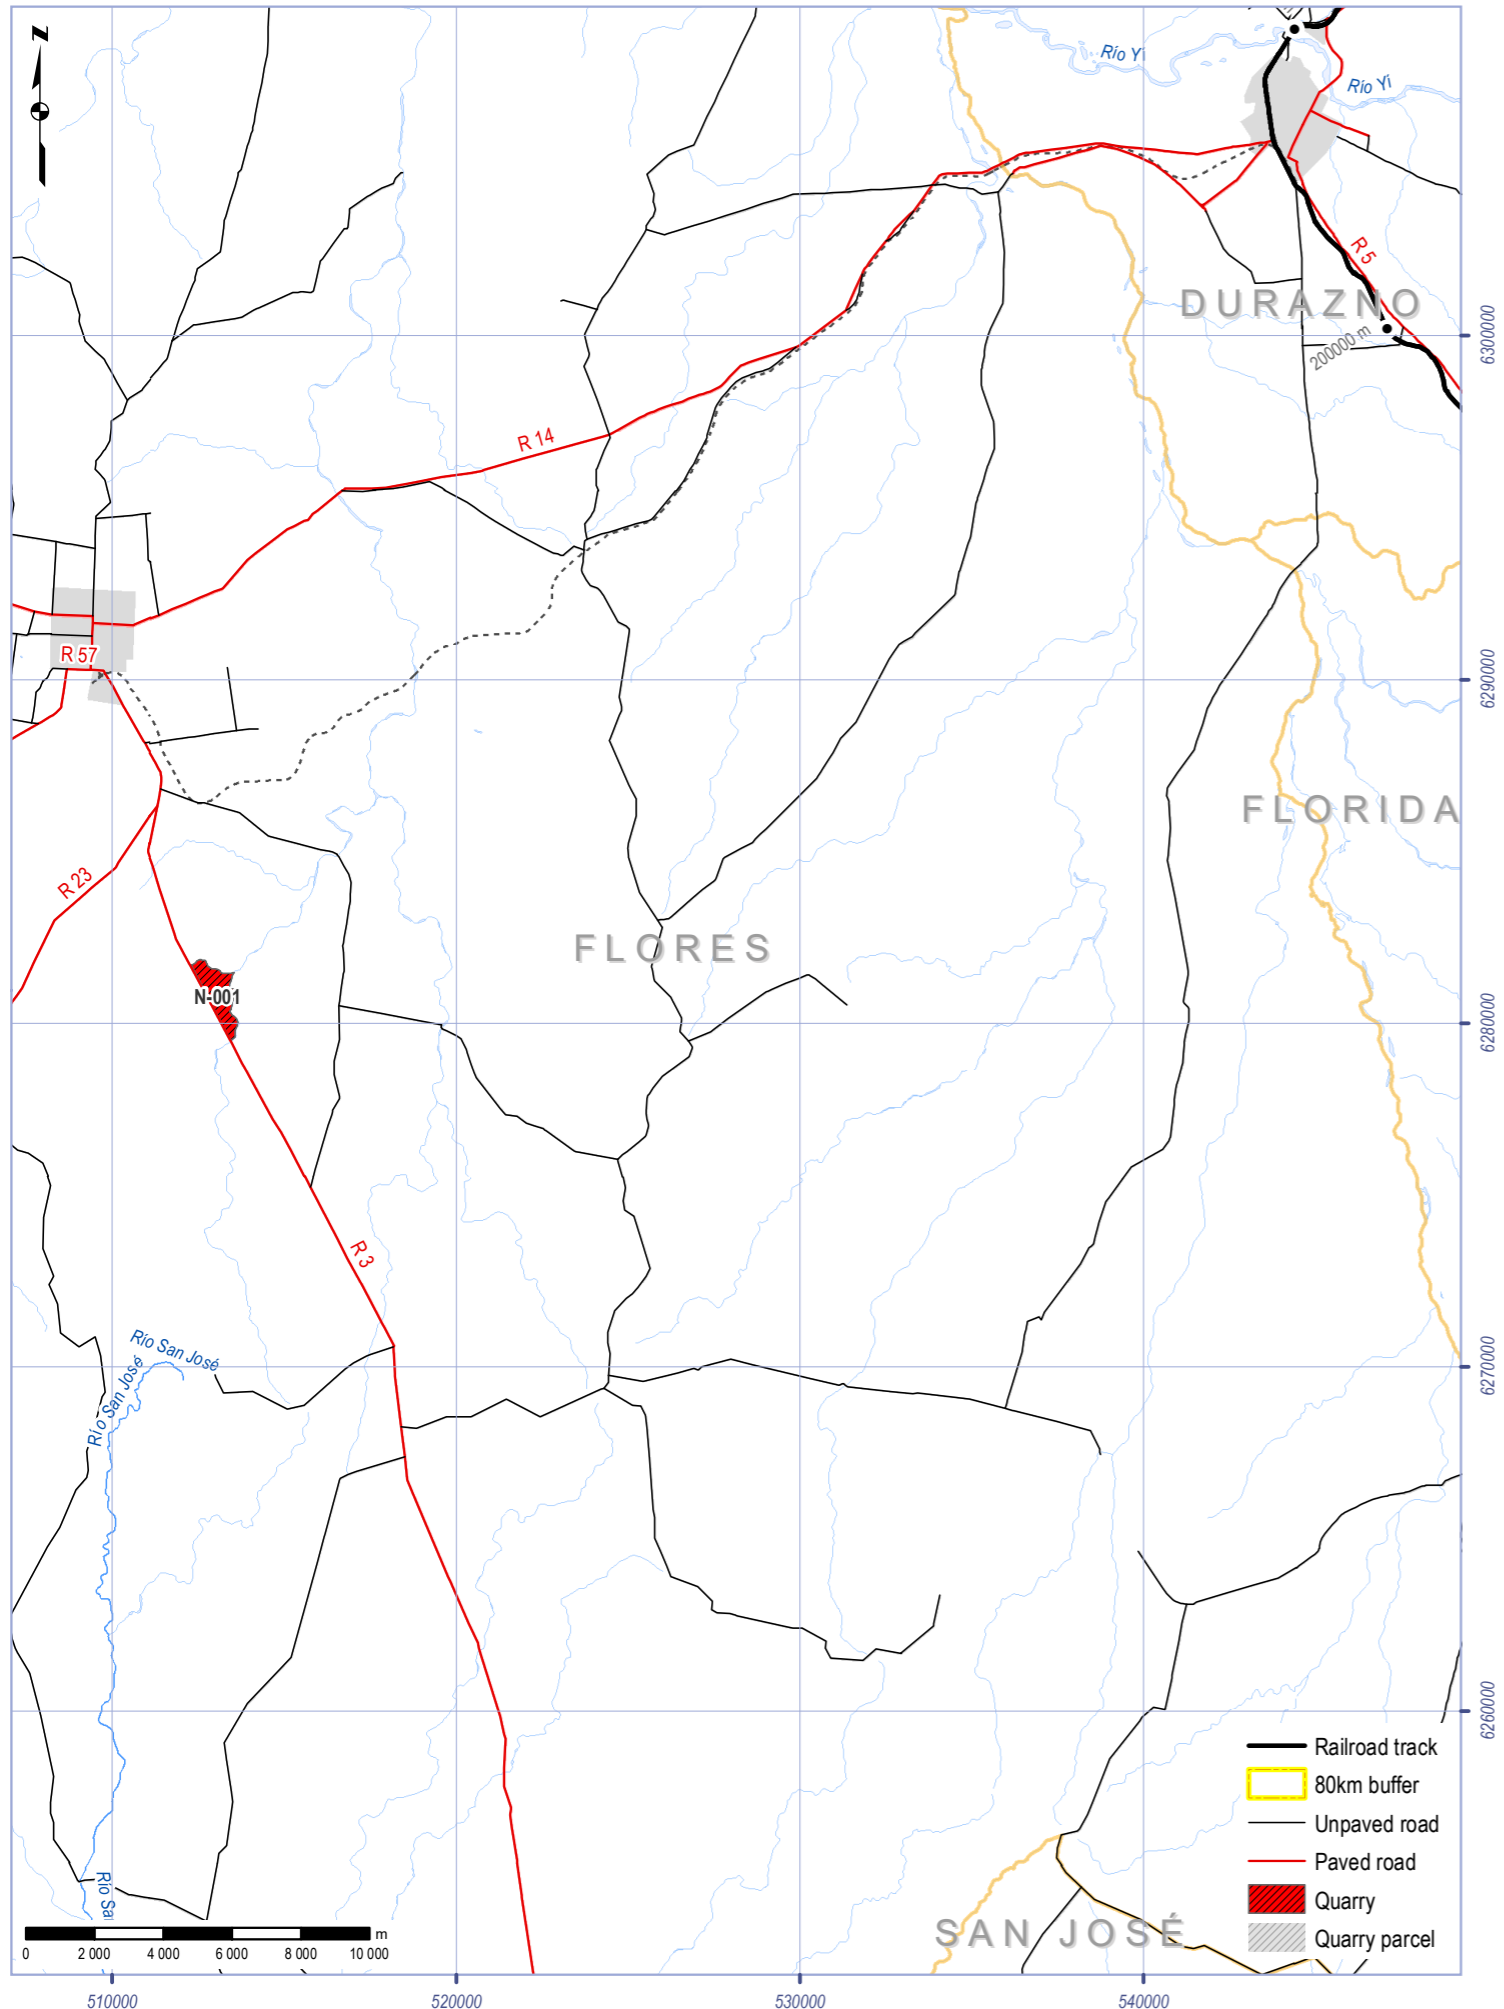 N
Río Yí
Río Yí
R 5
DURAZNO
200000 m
6300000
R 14
R 57
6290000
FLORIDA
R 23
FLORES
N-001
6280000
R 3
Río San José
Río San José
6270000
6260000
Railroad track
80km buffer
Unpaved road
Paved road
Quarry
Quarry parcel
Río Sa
SAN JOSÉ
m
0 2 000 4 000 6 000 8 000 10 000
510000 520000 530000 540000